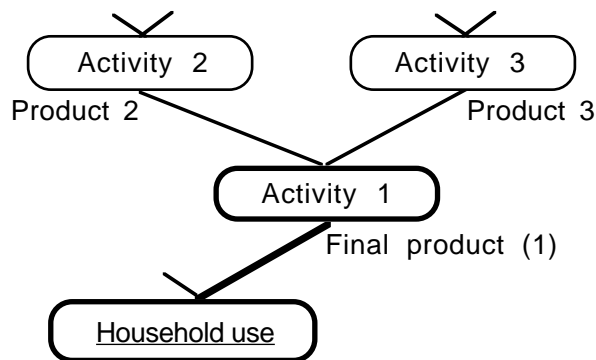 Activity 2
Activity 3
Product 2
Product 3
Activity 1
Final product (1)
Household use